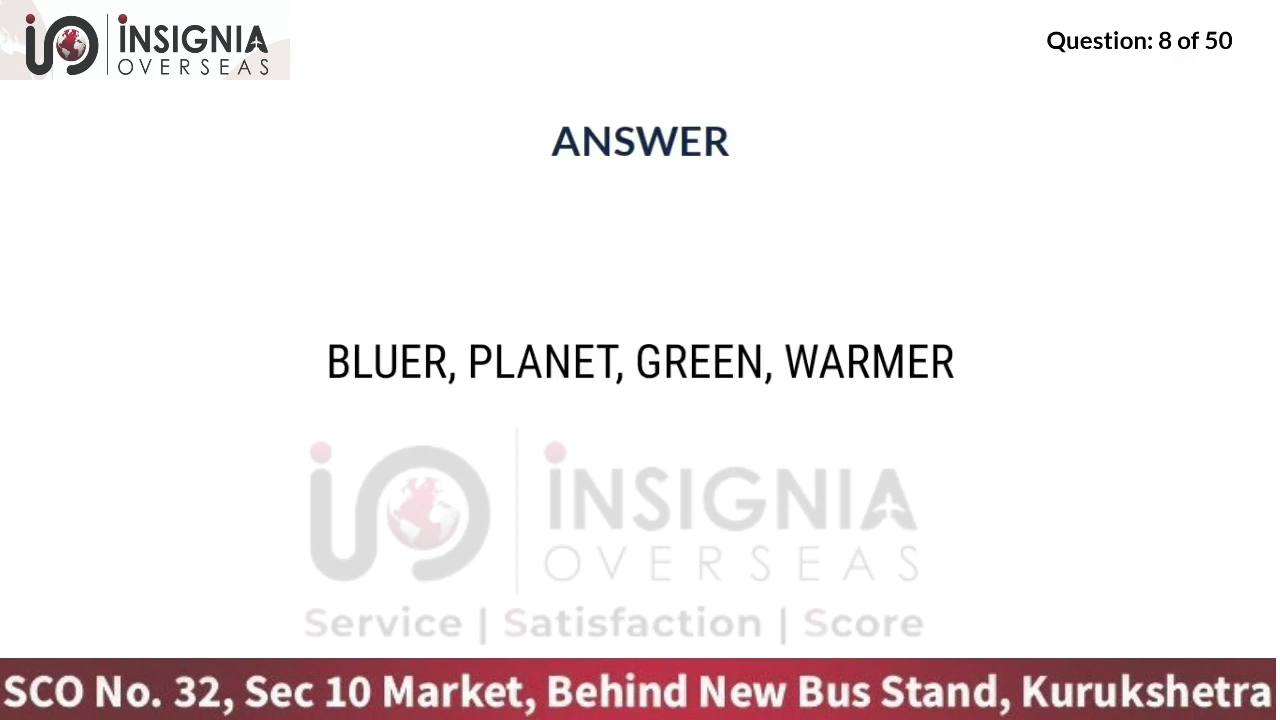 INSIGNIA
OVERSEAS
Question: 8 of 50
ANSWER
BLUER, PLANET, GREEN, WARMER
INSIGNIA
OVERSEAS
Service | Satisfaction | Score
SCO No. 32, Sec 10 Market, Behind New Bus Stand, Kurukshetra